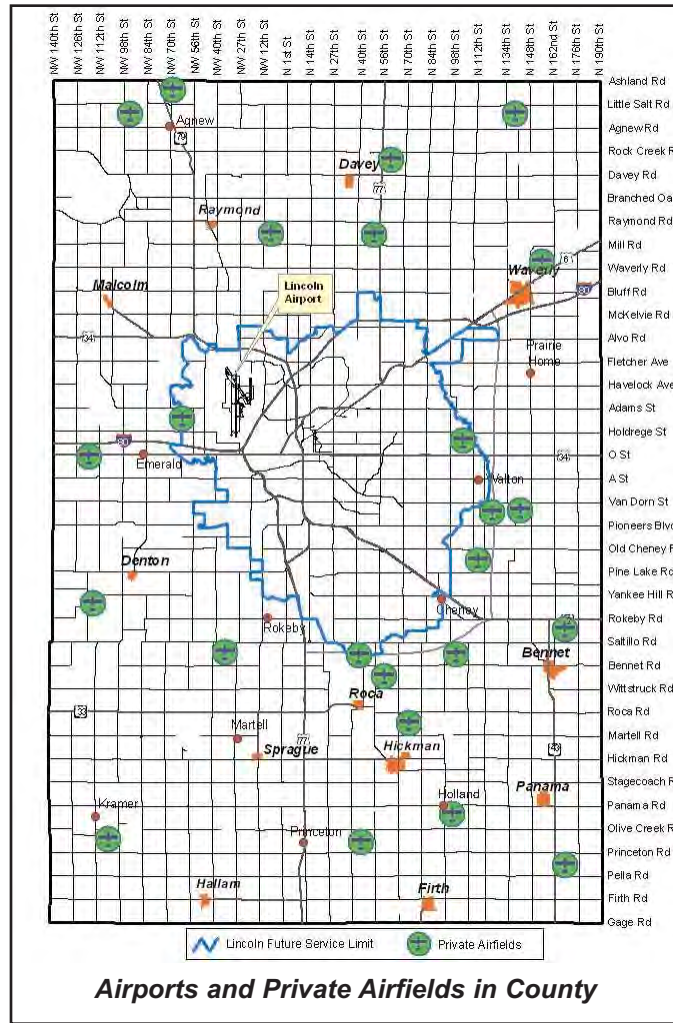 NW 140th St
NW 126th St
NW 112th St
NW 98th St
NW 84th St
NW 70th St
NW 56th St
NW 40th St
NW 27th St
NW 12th St
N 1st St
N 14th St
N 27th St
N 40th St
N 56th St
N 70th St
N 84th St
N 98th St
N 112th St
N 134th St
N 148th St
N 162nd St
N 176th St
N 190th St
Ashland Rd
Little Salt Rd
Agnew Rd
Rock Creek R
Davey Rd
Branched Oa
Raymond Rd
Mill Rd
Waverly Rd
Bluff Rd
McKelvie Rd
Alvo Rd
Fletcher Ave
Havelock Ave
Adams St
Holdrege St
O St
A St
Van Dorn St
Pioneers Blvd
Old Cheney R
Pine Lake Rd
Yankee Hill R
Rokeby Rd
Saltillo Rd
Bennet Rd
Wittstruck Rd
Roca Rd
Martell Rd
Hickman Rd
Stagecoach R
Panama Rd
Olive Creek R
Princeton Rd
Pella Rd
Firth Rd
Gage Rd
Agnew
79
Davey
77
Raymond
6
Waverly
Malcolm
Lincoln
Airport
80
34
Prairie
Home
80
Emerald
34
Walton
Denton
Cheney
Rokeby
Bennet
Roca
33
Martell
77
Sprague
Hickman
43
Kramer
Holland
Panama
Princeton
Hallam
Firth
Lincoln Future Service Limit
Private Airfields
Airports and Private Airfields in County